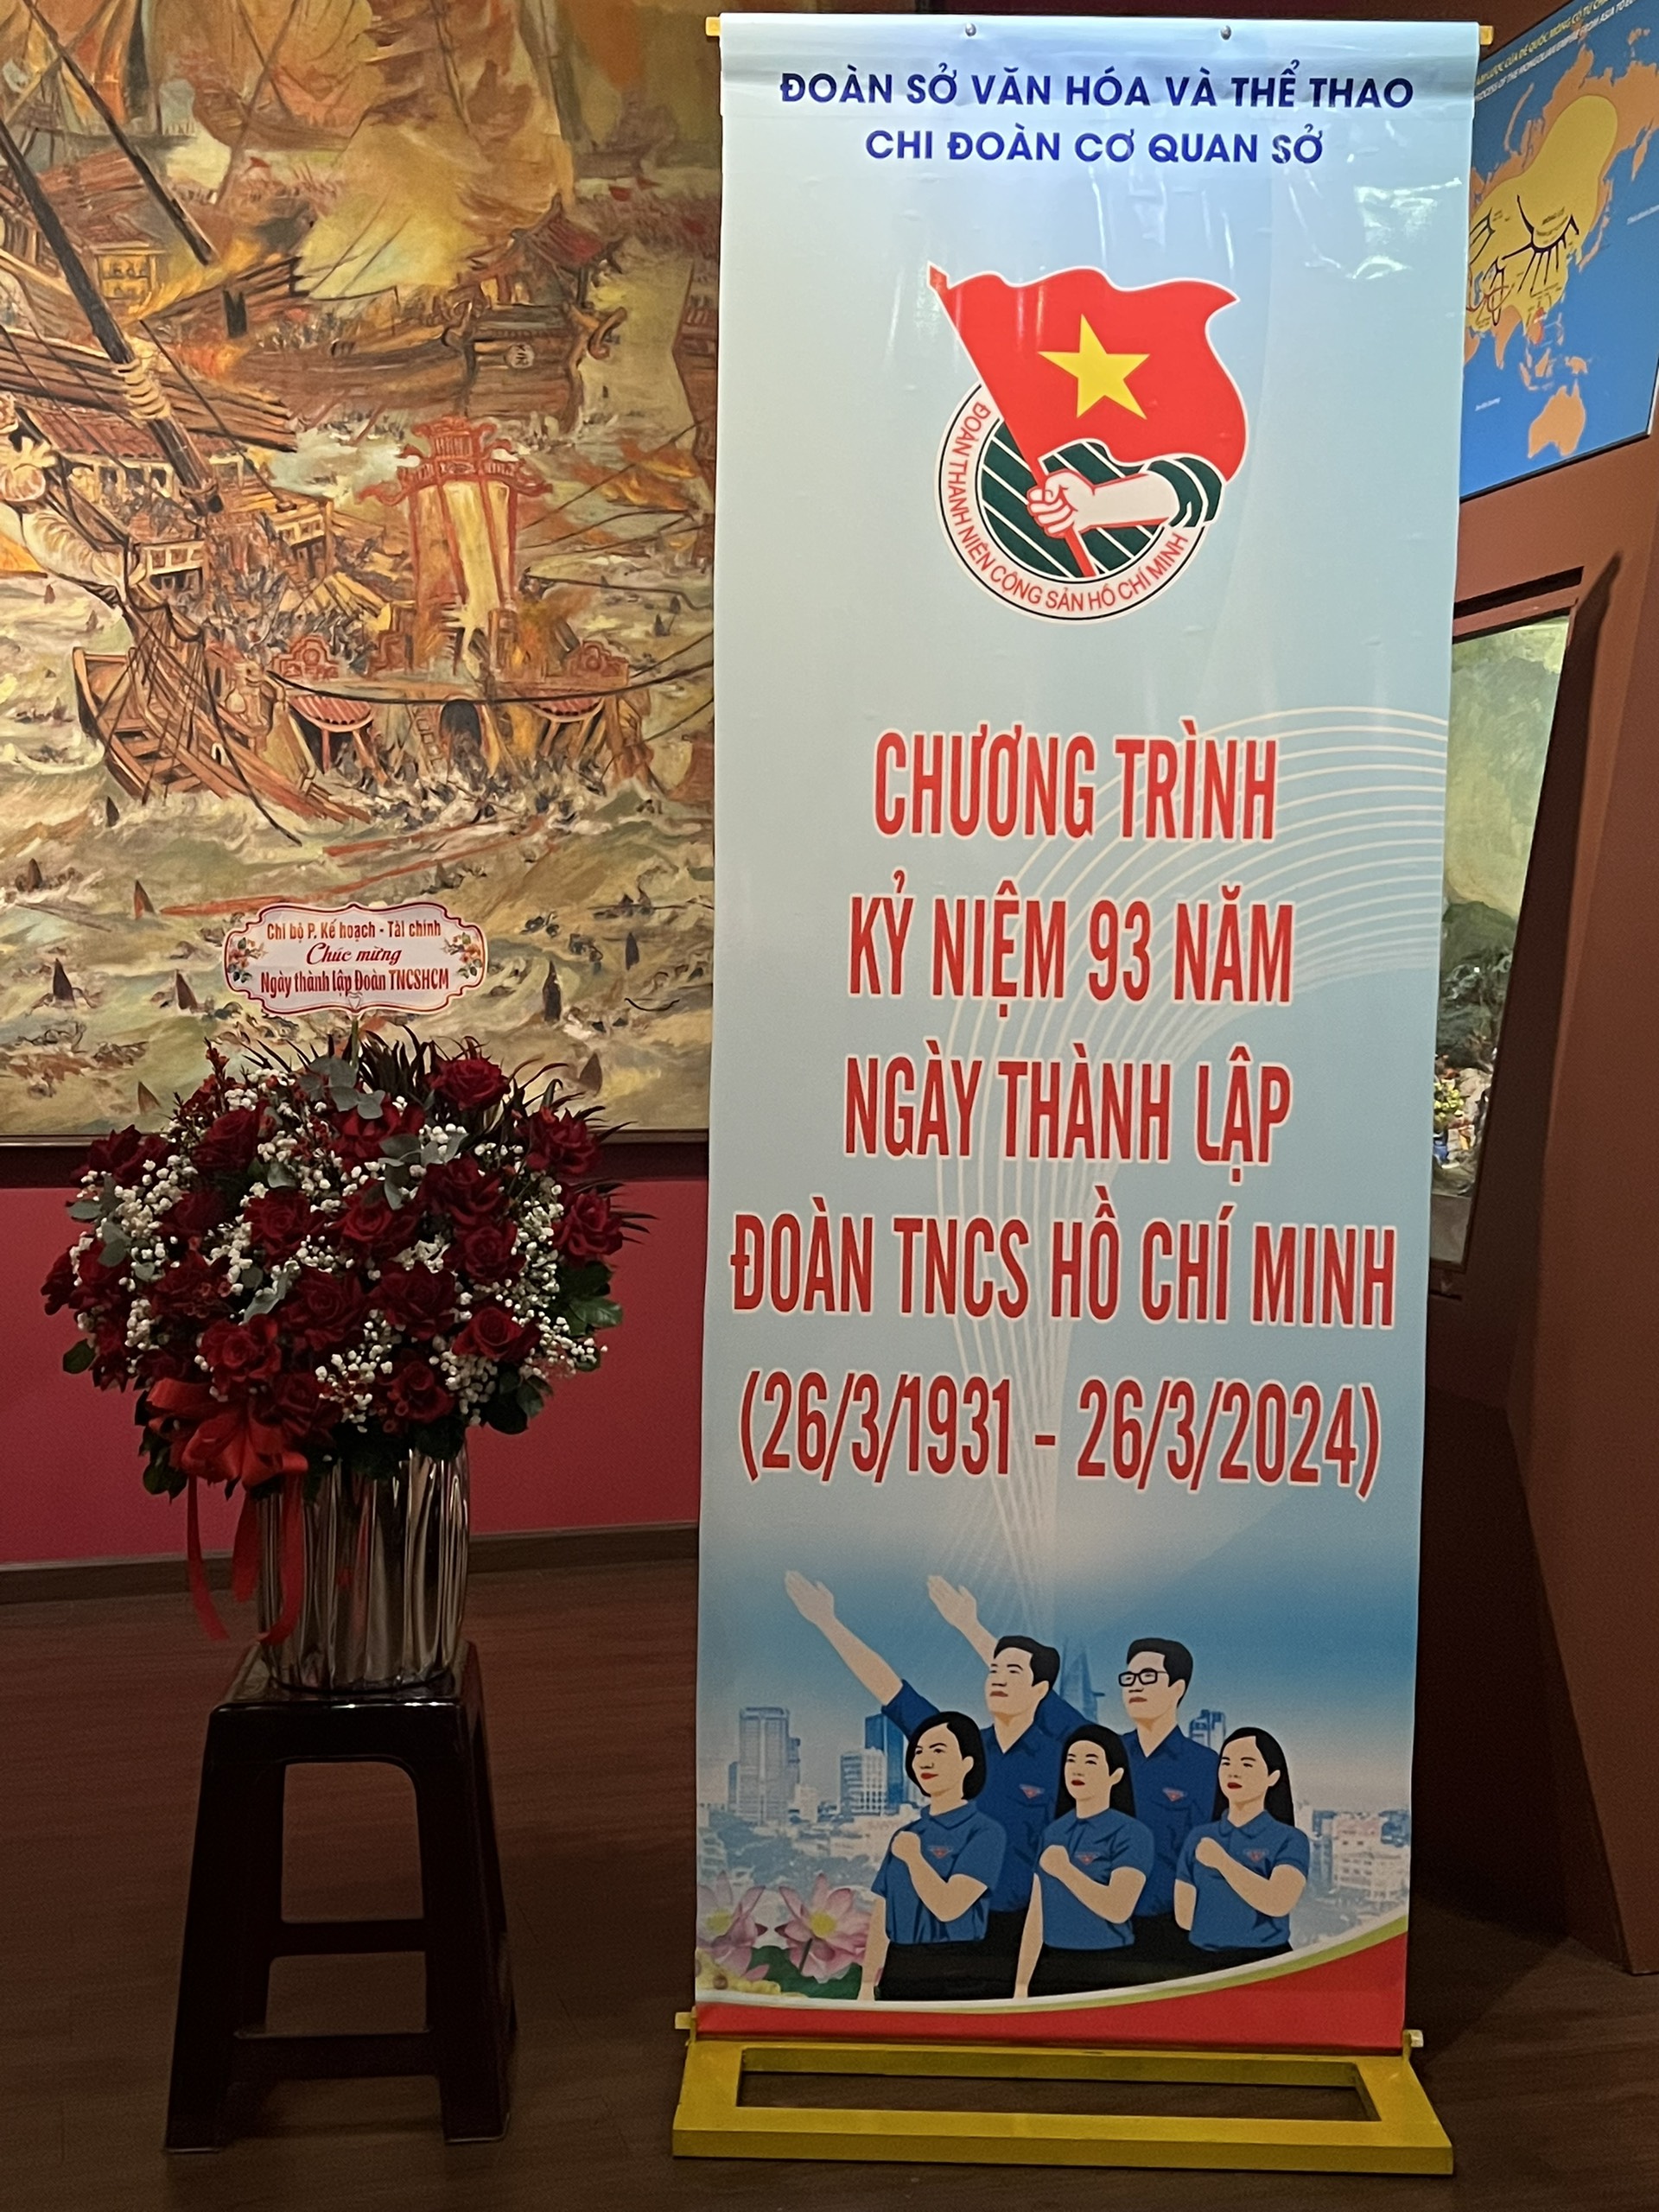 ĐOÀN SỞ VĂN HÓA VÀ THỂ THAO
CHI ĐOÀN CƠ QUAN SỞ
ĐOÀN THANH NIÊN CỘNG SẢN HỒ CHÍ MINH
CHƯƠNG TRÌNH
KỶ NIỆM 93 NĂM
NGÀY THÀNH LẬP
ĐOÀN TNCS HỒ CHÍ MINH
(26/3/1931 - 26/3/2024)
Chi bộ P. Kế hoạch - Tài chính
Chúc mừng
Ngày thành lập Đoàn TNCSHCM